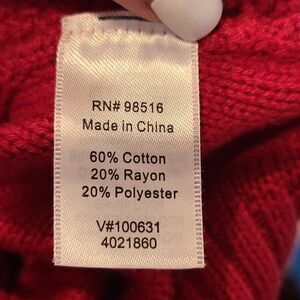 RN# 98516
Made in China
60% Cotton
20% Rayon
20% Polyester
V#100631
4021860